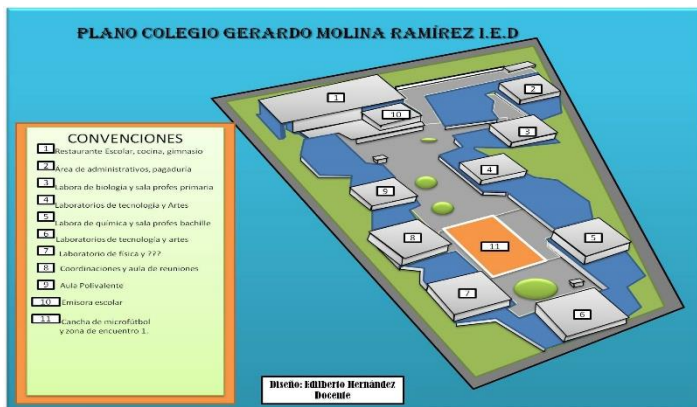 PLANO COLEGIO GERARDO MOLINA RAMÍREZ I.E.D
CONVENCIONES
1 Restaurante Escolar, cocina, gimnasio
2 Área de administrativos, pagaduria
3 Labora de biología y sala profes primaria
4 Laboratorios de tecnología y Artes
5 Labora de química y sala profes bachille
6 Laboratorios de tecnología y artes
7 Laboratorio de física y ???
8 Coordinaciones y aula de reuniones
9 Aula Polivalente
10 Emisora escolar
11 Cancha de microfútbol
y zona de encuentro 1.
1
10
2
3
4
9
8
11
5
7
6
Diseño: Edilberto Hernández
Docente